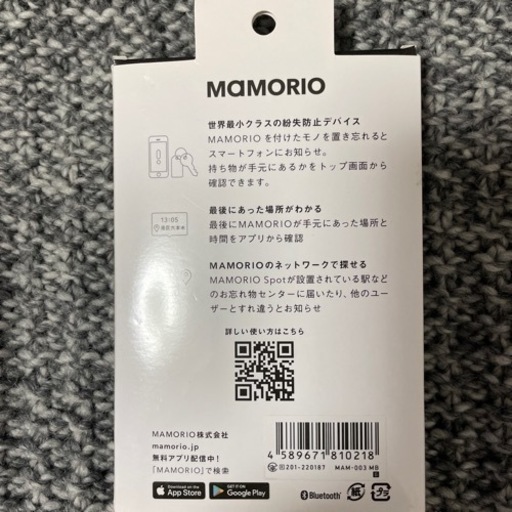 MAMORIO
世界最小クラスの紛失防止デバイス
MAMORIO を付けたモノを置き忘れると
スマートフォンにお知らせ。
持ち物が手元にあるかをトップ画面から
確認できます。
13:05
最後にあった場所がわかる
最後にMAMORIOが手元にあった場所と
時間をアプリから確認
MAMORIOのネットワークで探せる
MAMORIO Spotが設置されている駅など
のお忘れ物センターに届いたり、他のユー
ザーとすれ違うとお知らせ
詳しい使い方はこちら
MAMORIO株式会社
mamorio.jp
無料アプリ配信中！
「MAMORIO」で検索
4 589671 810218
201-220187 MAM-003 MB
Download on the App Store
GET IT ON Google Play
Bluetooth
紙